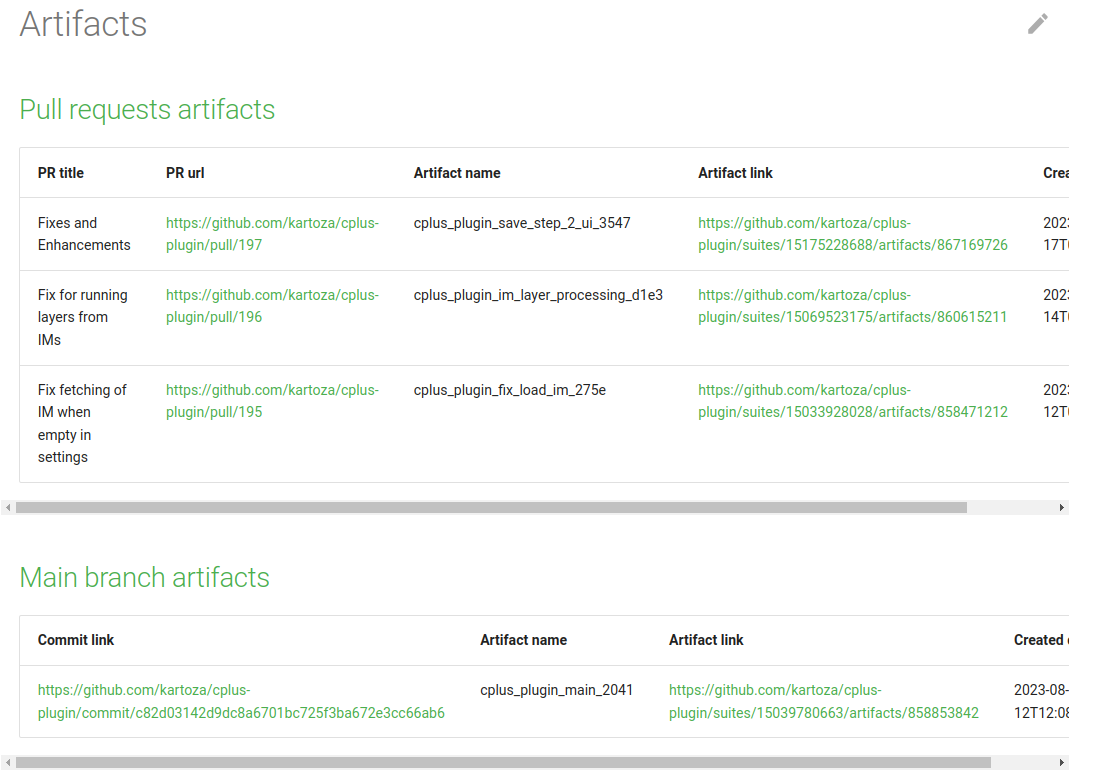 Artifacts
Pull requests artifacts
PR title PR url Artifact name Artifact link Crea
Fixes and https://github.com/kartoza/cplus- cplus_plugin_save_step_2_ui_3547 https://github.com/kartoza/cplus- 2023
Enhancements plugin/pull/197 plugin/suites/15175228688/artifacts/867169726 17T
Fix for running https://github.com/kartoza/cplus- cplus_plugin_im_layer_processing_d1e3 https://github.com/kartoza/cplus- 2023
layers from plugin/pull/196 plugin/suites/15069523175/artifacts/860615211 14T
IMs
Fix fetching of https://github.com/kartoza/cplus- cplus_plugin_fix_load_im_275e https://github.com/kartoza/cplus- 2023
IM when plugin/pull/195 plugin/suites/15033928028/artifacts/858471212 12T
empty in
settings
Main branch artifacts
Commit link Artifact name Artifact link Created
https://github.com/kartoza/cplus- cplus_plugin_main_2041 https://github.com/kartoza/cplus- 2023-08-
plugin/commit/c82d03142d9dc8a6701bc725f3ba672e3cc66ab6 plugin/suites/15039780663/artifacts/858853842 12T12:08